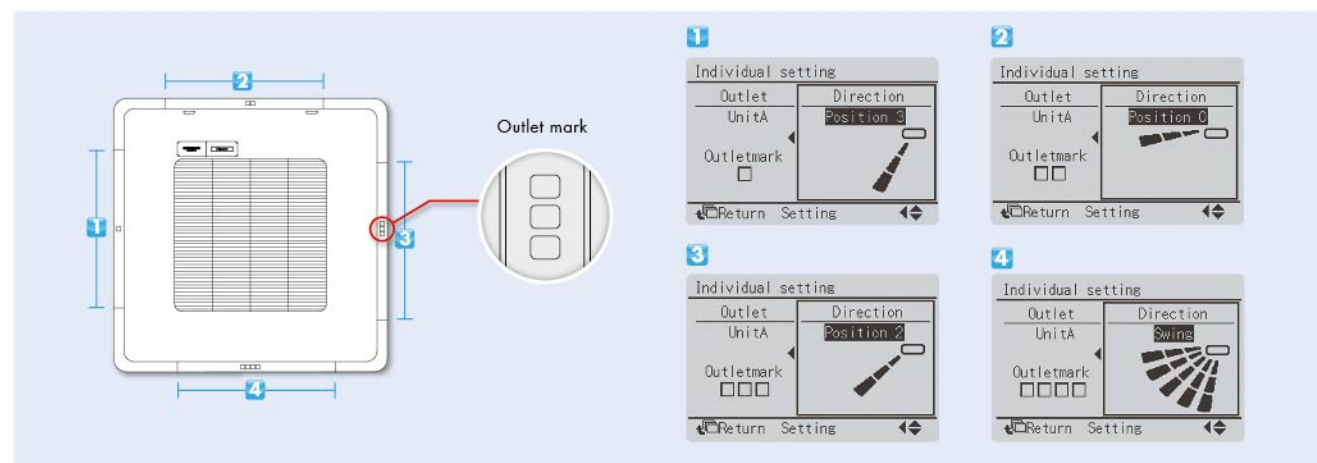 2
1
3
4
Outlet mark
1
Individual setting
Outlet Direction
UnitA Position 3
Outletmark
Return Setting
2
Individual setting
Outlet Direction
UnitA Position 0
Outletmark
Return Setting
3
Individual setting
Outlet Direction
UnitA Position 2
Outletmark
Return Setting
4
Individual setting
Outlet Direction
UnitA Swing
Outletmark
Return Setting